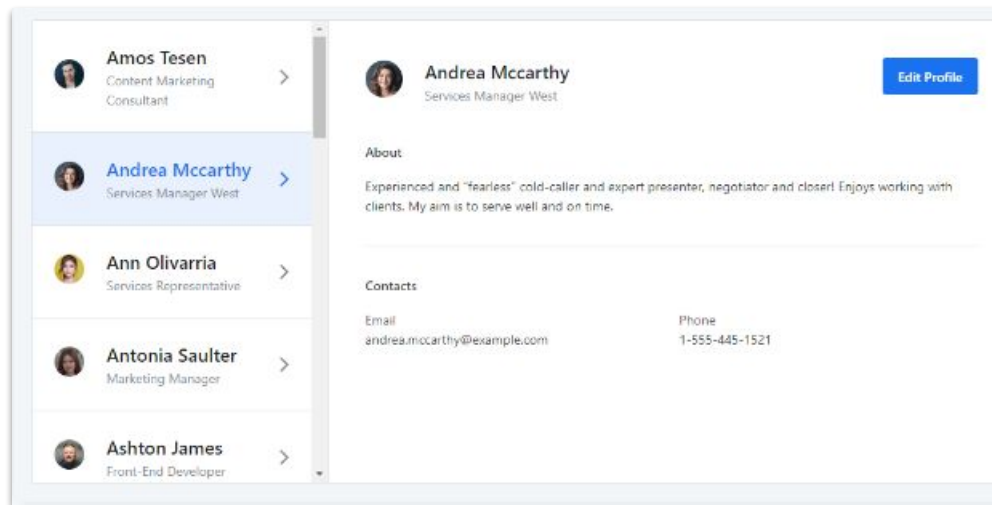 Amos Tesen
Content Marketing
Consultant
Andrea Mccarthy
Services Manager West
Ann Olivarria
Services Representative
Antonia Saulter
Marketing Manager
Ashton James
Front-End Developer
Andrea Mccarthy
Services Manager West
Edit Profile
About
Experienced and "fearless" cold-caller and expert presenter, negotiator and closer! Enjoys working with
clients. My aim is to serve well and on time.
Contacts
Email
andrea.mccarthy@example.com
Phone
1-555-445-1521